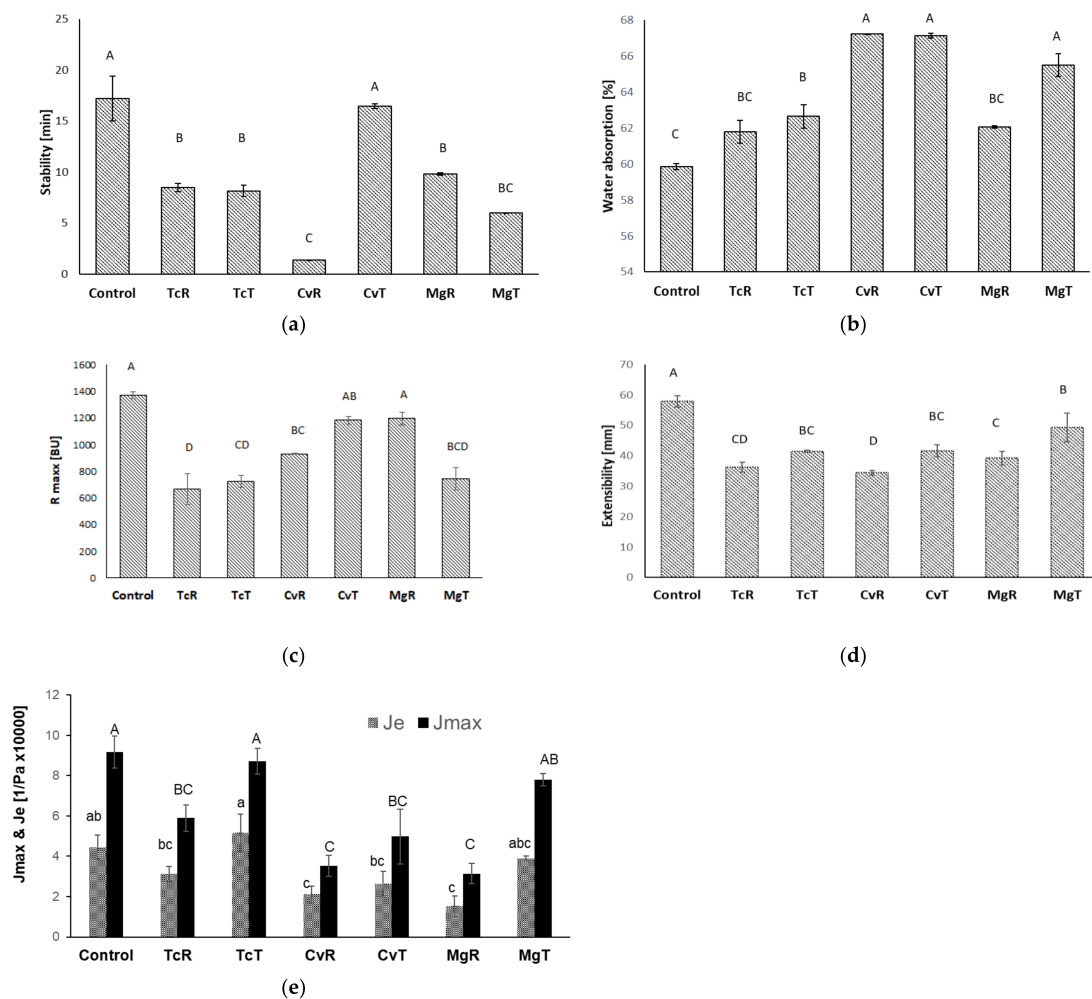 25
20
15
10
5
0
Stability [min]
A
B
B
C
A
B
BC
Control TcR TcT CvR CvT MgR MgT
(a)
68
66
64
62
60
58
56
54
Water absorption [%]
C
BC
B
A
A
BC
A
Control TcR TcT CvR CvT MgR MgT
(b)
1600
1400
1200
1000
800
600
400
200
0
R maxx [BU]
A
D
CD
BC
AB
A
BCD
Control TcR TcT CvR CvT MgR MgT
(c)
70
60
50
40
30
20
10
0
Extensibility [mm]
A
CD
BC
D
BC
C
B
Control TcR TcT CvR CvT MgR MgT
(d)
12
10
8
6
4
2
0
Jmax & Je [1/Pa x10000]
Je Jmax
ab A
bc BC
a A
c C
bc BC
c C
abc AB
Control TcR TcT CvR CvT MgR MgT
(e)